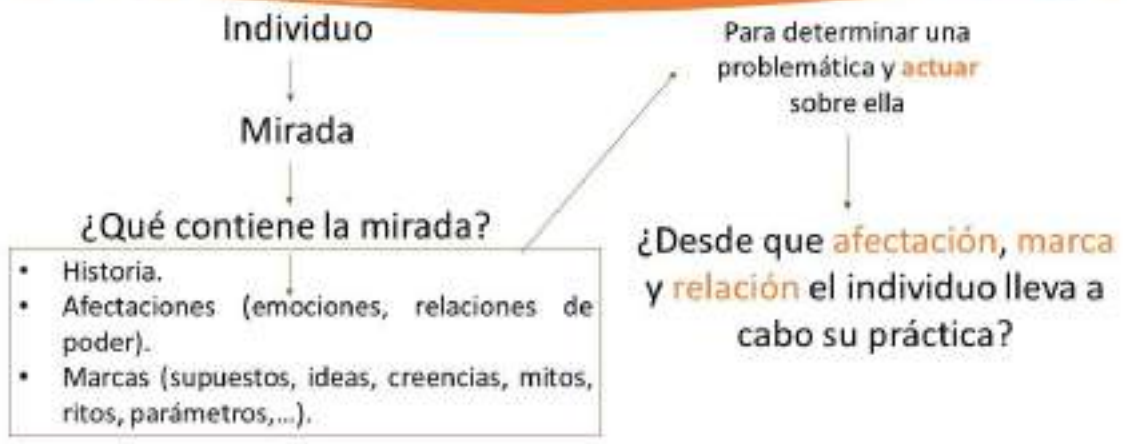 Individuo
Mirada
¿Qué contiene la mirada?
• Historia.
• Afectaciones (emociones, relaciones de
poder).
• Marcas (supuestos, ideas, creencias, mitos,
ritos, parámetros,...).
Para determinar una
problemática y actuar
sobre ella
¿Desde que afectación, marca
y relación el individuo lleva a
cabo su práctica?